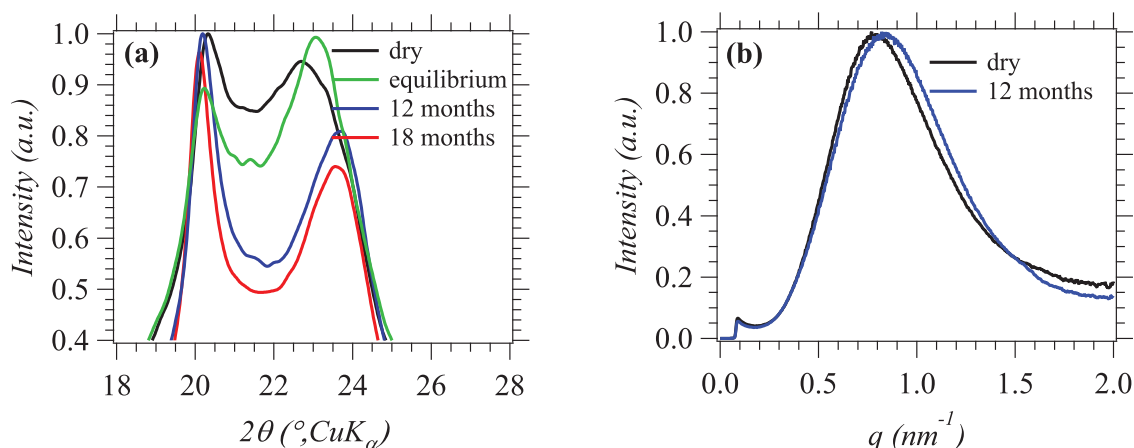 (a)
dry
equilibrium
12 months
18 months
1.0
0.9
0.8
0.7
0.6
0.5
0.4
Intensity (a.u.)
18
20
22
24
26
28
2θ (°,CuKα)
(b)
dry
12 months
1.0
0.8
0.6
0.4
0.2
0.0
Intensity (a.u.)
0.0
0.5
1.0
1.5
2.0
q (nm-1)